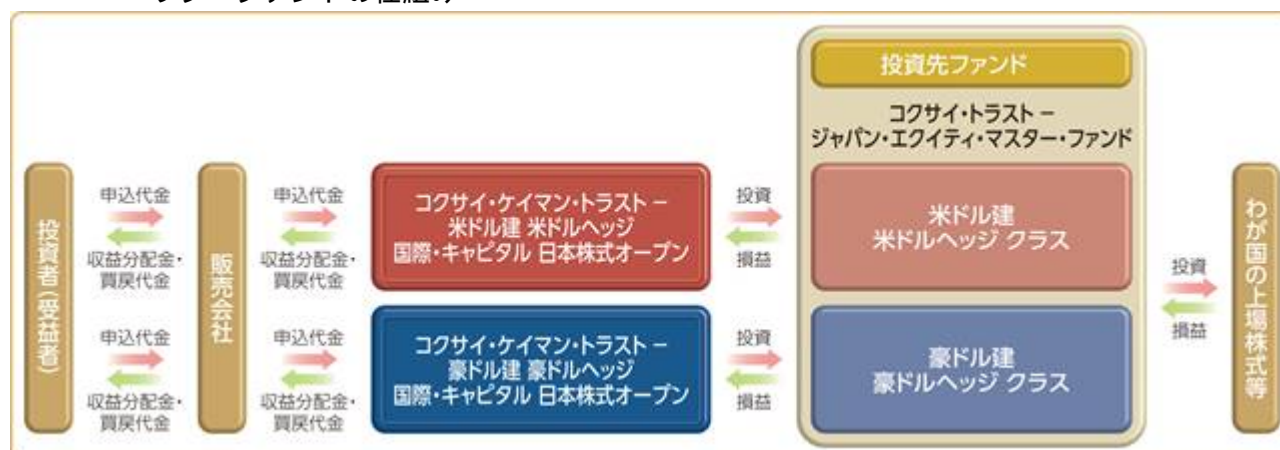 投資先ファンド
コクサイ・トラスト－
ジャパン・エクイティ・マスター・ファンド
投資者(受益者)
申込代金
収益分配金・
買戻代金
申込代金
収益分配金・
買戻代金
販売会社
申込代金
収益分配金・
買戻代金
申込代金
収益分配金・
買戻代金
コクサイ・ケイマン・トラスト－
米ドル建 米ドルヘッジ
国際・キャピタル 日本株式オープン
コクサイ・ケイマン・トラスト－
豪ドル建 豪ドルヘッジ
国際・キャピタル 日本株式オープン
投資
損益
投資
損益
米ドル建
米ドルヘッジ クラス
豪ドル建
豪ドルヘッジ クラス
投資
損益
わが国の上場株式等